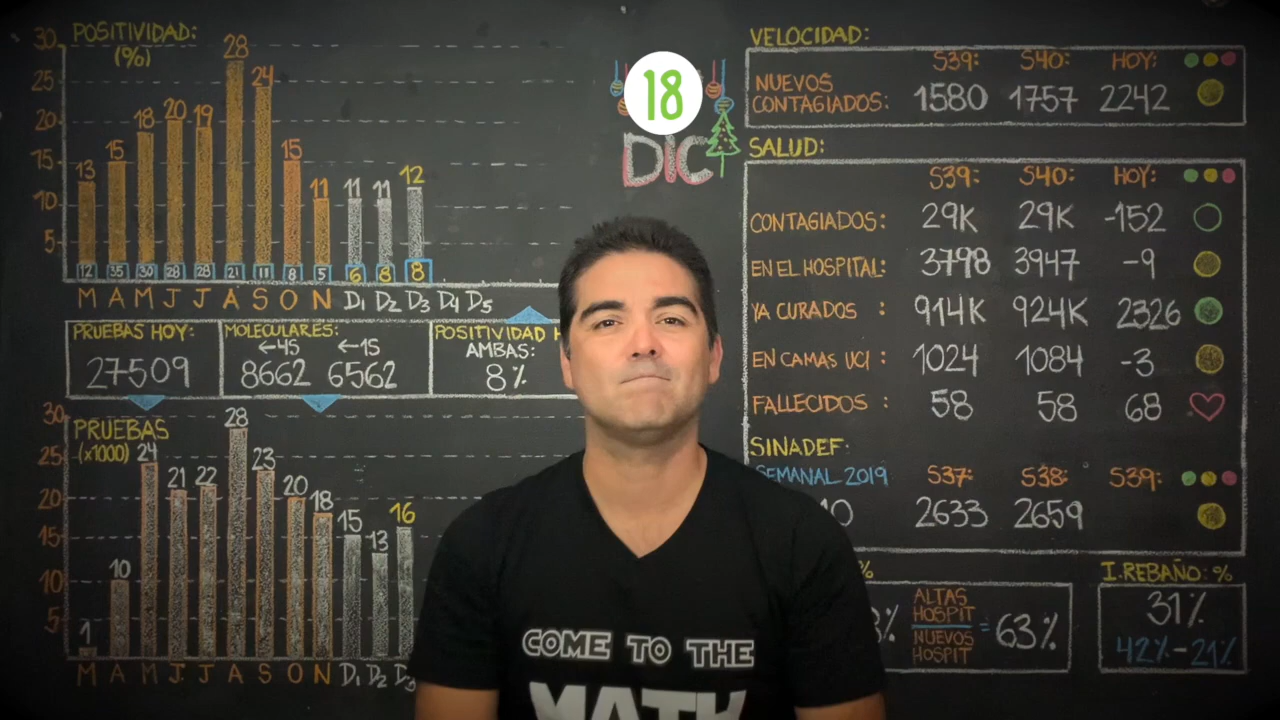 POSITIVIDAD:
(%)
30
25
20
15
10
5
13 15 18 20 19 28 24 15 11 11 11 12
12 35 30 28 28 21 11 8 5 6 8 8
M A M J J A S O N D1 D2 D3 D4 D5
PRUEBAS HOY:
27509
MOLECULARES:
←45 ←15
8662 6562
POSITIVIDAD H
AMBAS:
8%
30
25
20
15
10
5
PRUEBAS
(x1000)
1 10 24 21 22 28 23 20 18 15 13 16
M A M J J A S O N D1 D2 D3
18
DIC
VELOCIDAD:
S39: S40: HOY:
NUEVOS
CONTAGIADOS: 1580 1757 2242
SALUD:
S39: S40: HOY:
CONTAGIADOS: 29K 29K -152
EN EL HOSPITAL: 3798 3947 -9
YA CURADOS : 914K 924K 2326
EN CAMAS UCI : 1024 1084 -3
FALLECIDOS : 58 58 68
SINADEF:
SEMANAL 2019 S37: S38: S39:
10 2633 2659
%
3%
ALTAS
HOSPIT
NUEVOS
HOSPIT
= 63%
I.REBAÑO: %
31%
42%-21%
COME TO THE
MATH